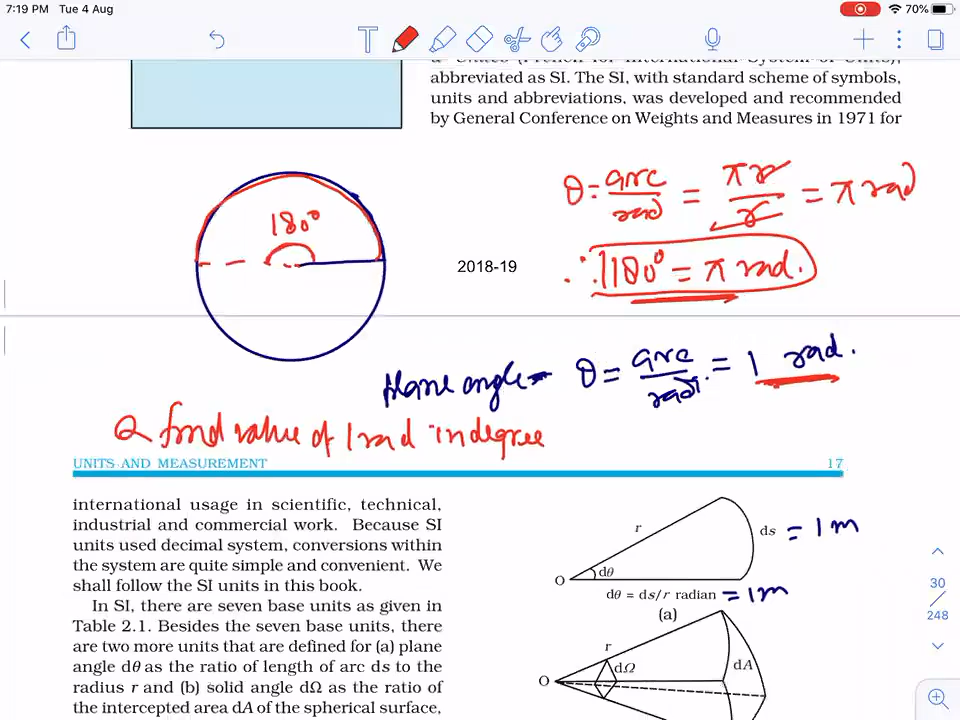 7:19 PM Tue 4 Aug
70%
T
abbreviated as SI. The SI, with standard scheme of symbols,
units and abbreviations, was developed and recommended
by General Conference on Weights and Measures in 1971 for
180°
θ = arc/rad = πr/r = π rad
2018-19
∴ 180° = π rad.
Plane angle - θ = arc/rad. = 1 rad.
Q find value of 1 rad in degree
UNITS AND MEASUREMENT 17
international usage in scientific, technical,
industrial and commercial work. Because SI
units used decimal system, conversions within
the system are quite simple and convenient. We
shall follow the SI units in this book.
In SI, there are seven base units as given in
Table 2.1. Besides the seven base units, there
are two more units that are defined for (a) plane
angle dθ as the ratio of length of arc ds to the
radius r and (b) solid angle dΩ as the ratio of
the intercepted area dA of the spherical surface,
r
ds = 1m
dθ
O
dθ = ds/r radian = 1m
(a)
r
dΩ
dA
O
30
/
248